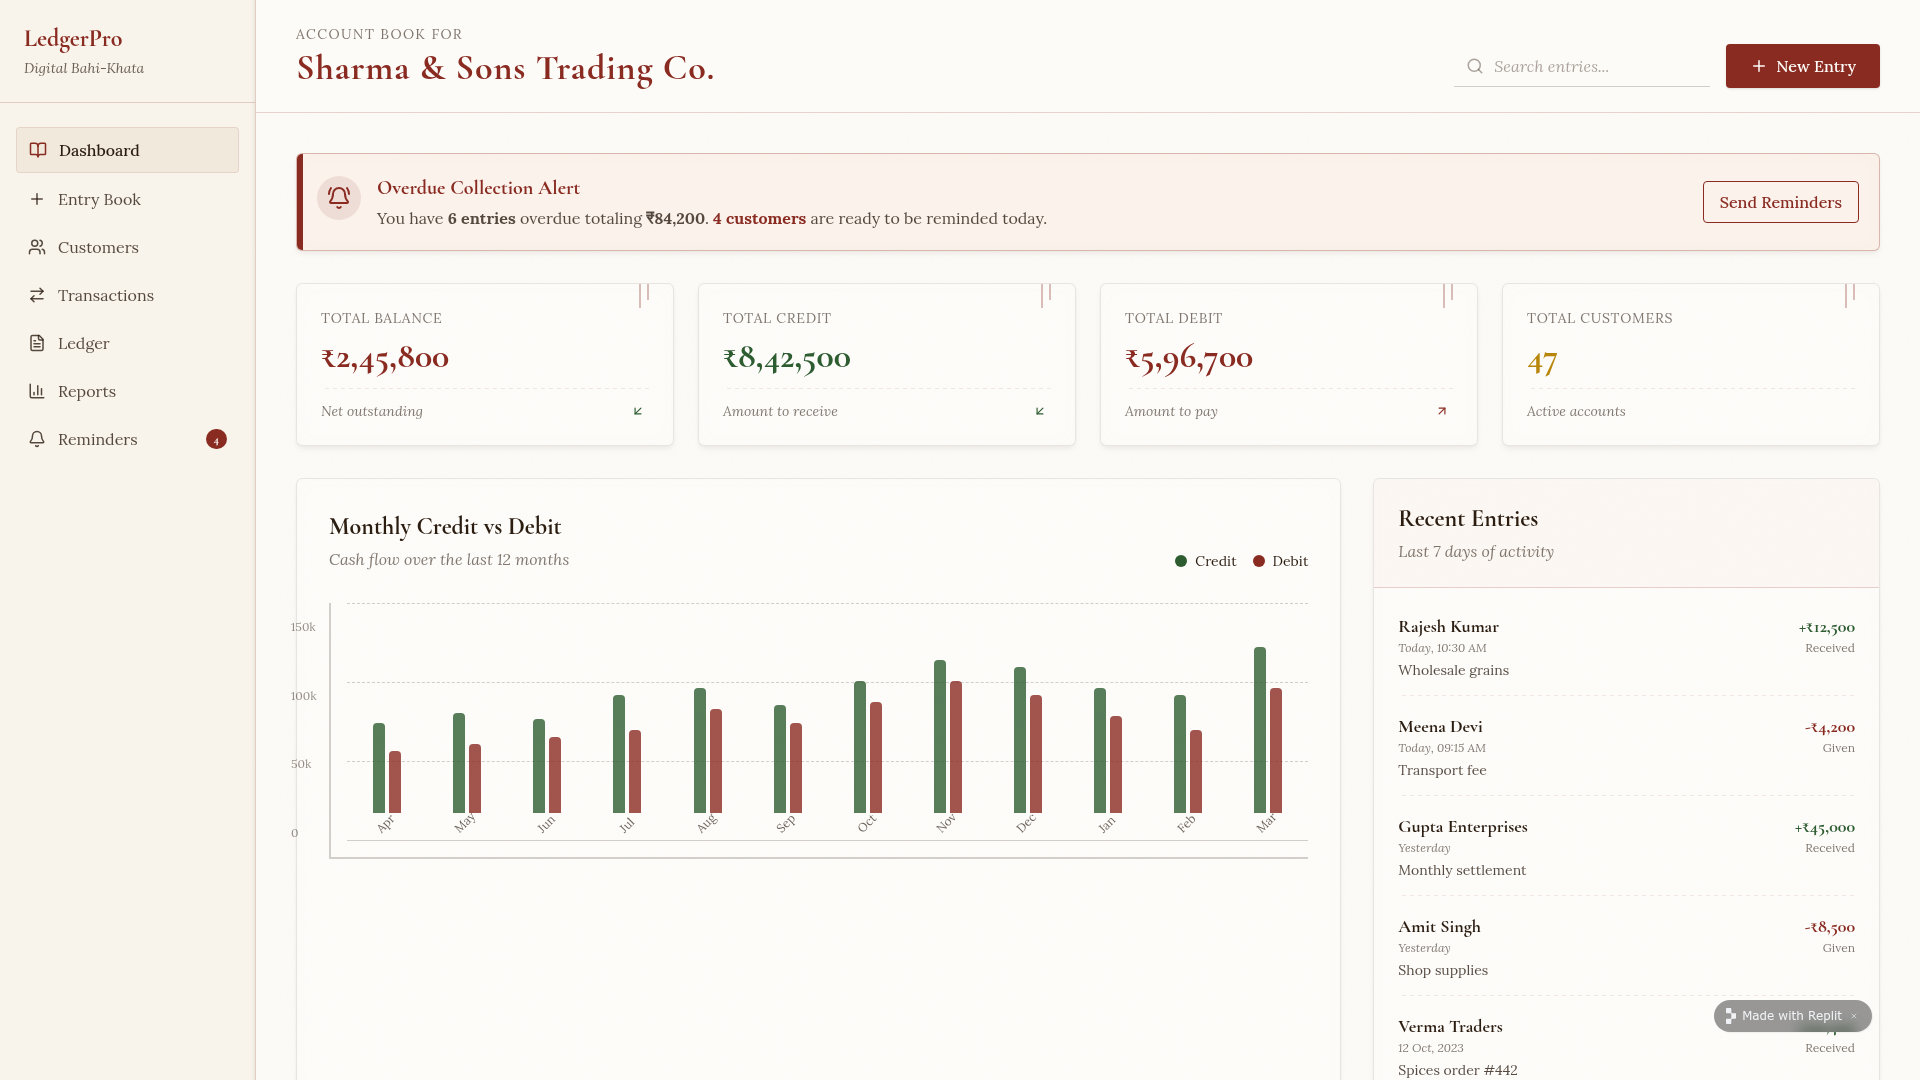 LedgerPro
Digital Bahi-Khata
Dashboard
Entry Book
Customers
Transactions
Ledger
Reports
Reminders 4
ACCOUNT BOOK FOR
Sharma & Sons Trading Co.
Search entries...
New Entry
Overdue Collection Alert
You have 6 entries overdue totaling ₹84,200. 4 customers are ready to be reminded today.
Send Reminders
TOTAL BALANCE
₹2,45,800
Net outstanding
TOTAL CREDIT
₹8,42,500
Amount to receive
TOTAL DEBIT
₹5,96,700
Amount to pay
TOTAL CUSTOMERS
47
Active accounts
Monthly Credit vs Debit
Cash flow over the last 12 months
Credit Debit
150k
100k
50k
0
Apr May Jun Jul Aug Sep Oct Nov Dec Jan Feb Mar
Recent Entries
Last 7 days of activity
Rajesh Kumar +₹12,500
Today, 10:30 AM Received
Wholesale grains
Meena Devi -₹4,200
Today, 09:15 AM Given
Transport fee
Gupta Enterprises +₹45,000
Yesterday Received
Monthly settlement
Amit Singh -₹8,500
Yesterday Given
Shop supplies
Verma Traders
12 Oct, 2023 Received
Spices order #442
Made with Replit ×